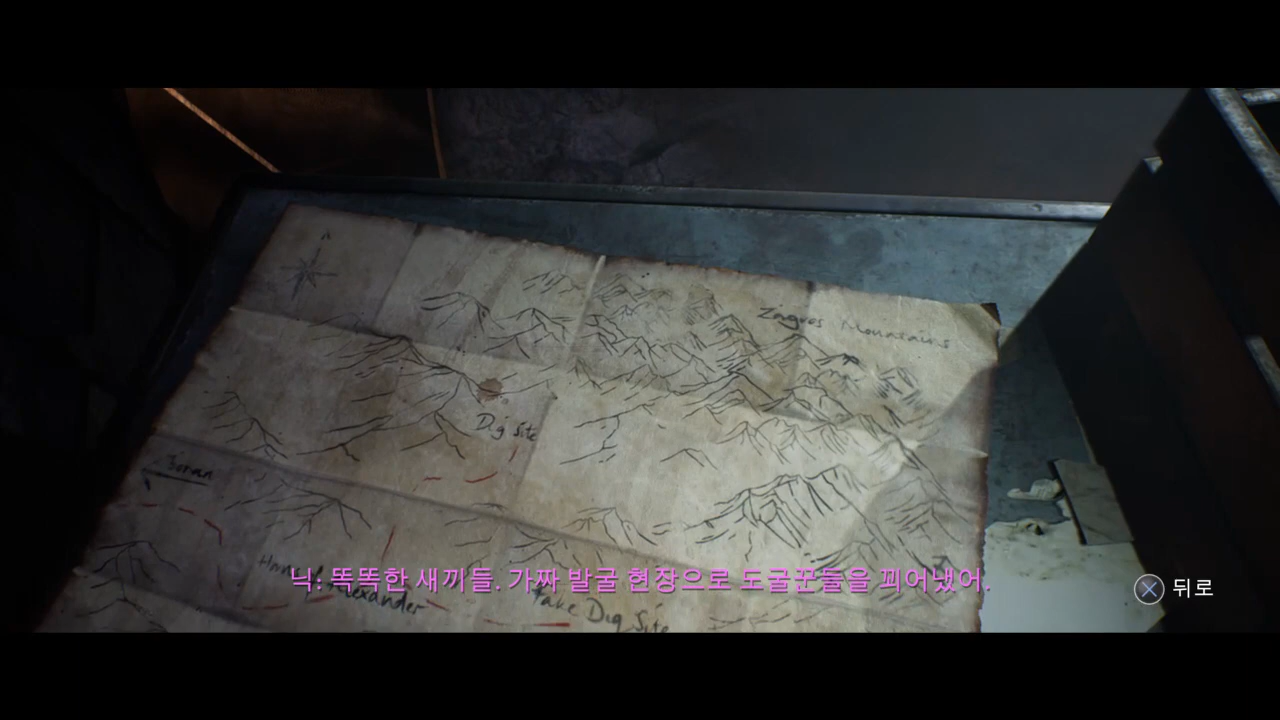 Zagros Mountains
Dig Site
Alexander
Fake Dig Site
닉: 똑똑한 새끼들. 가짜 발굴 현장으로 도굴꾼들을 꾀어냈어.
뒤로